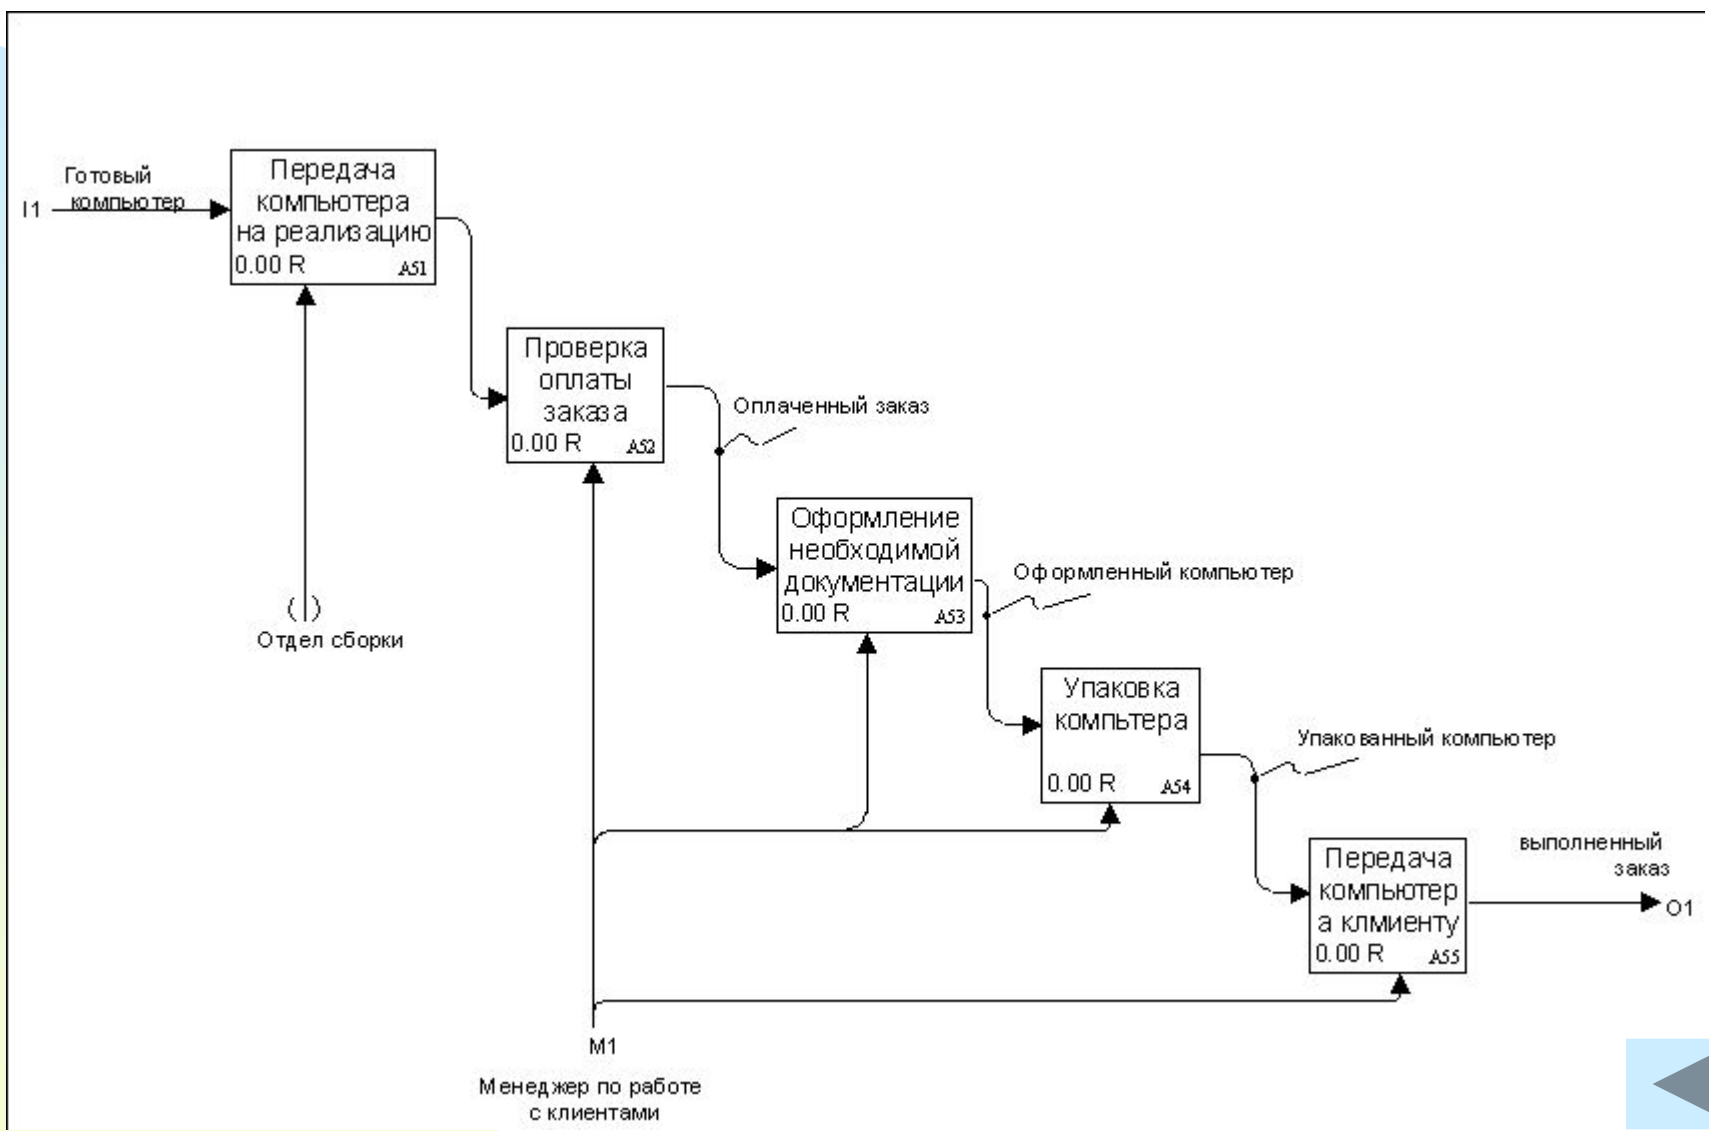 Готовый
компьютер
I1
Передача
компьютера
на реализацию
0.00 R
A51
Проверка
оплаты
заказа
0.00 R
A52
Оплаченный заказ
Оформление
необходимой
документации
0.00 R
A53
Оформленный компьютер
( )
Отдел сборки
Упаковка
компьтера
0.00 R
A54
Упакованный компьютер
Передача
компьютер
а клмиенту
0.00 R
A55
выполненный
заказ
O1
M1
Менеджер по работе
с клиентами